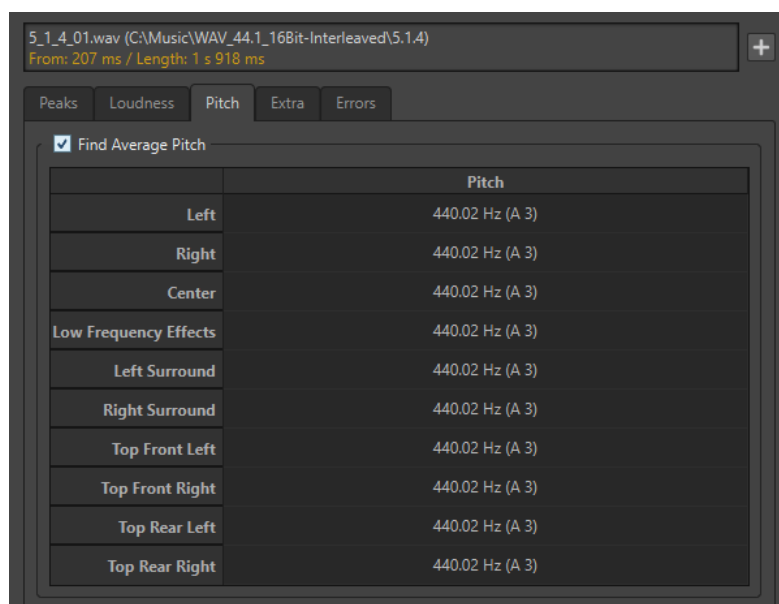 5_1_4_01.wav (C:\Music\WAV_44.1_16Bit-Interleaved\5.1.4)
From: 207 ms / Length: 1 s 918 ms
Peaks Loudness Pitch Extra Errors
Find Average Pitch
Pitch
Left 440.02 Hz (A 3)
Right 440.02 Hz (A 3)
Center 440.02 Hz (A 3)
Low Frequency Effects 440.02 Hz (A 3)
Left Surround 440.02 Hz (A 3)
Right Surround 440.02 Hz (A 3)
Top Front Left 440.02 Hz (A 3)
Top Front Right 440.02 Hz (A 3)
Top Rear Left 440.02 Hz (A 3)
Top Rear Right 440.02 Hz (A 3)